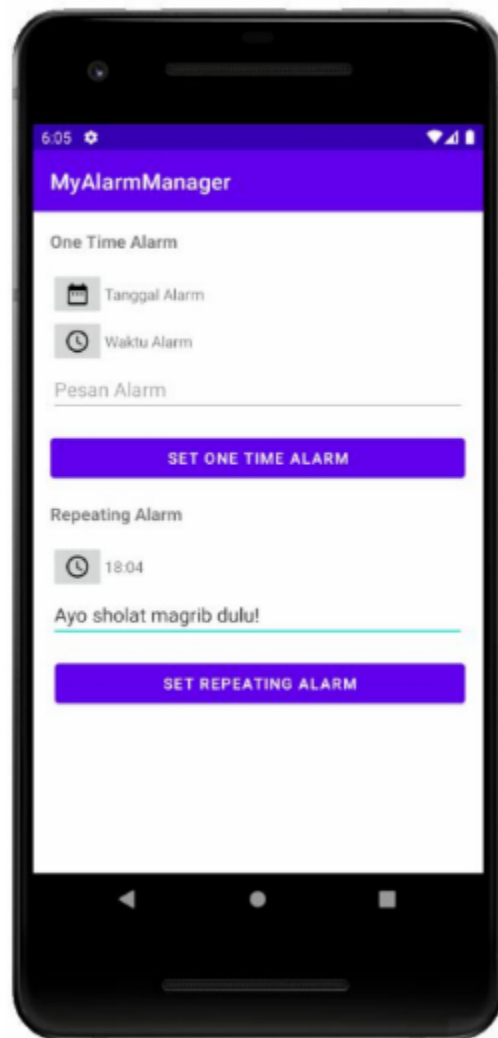 6:05
MyAlarmManager
One Time Alarm
Tanggal Alarm
Waktu Alarm
Pesan Alarm
SET ONE TIME ALARM
Repeating Alarm
18:04
Ayo sholat magrib dulu!
SET REPEATING ALARM